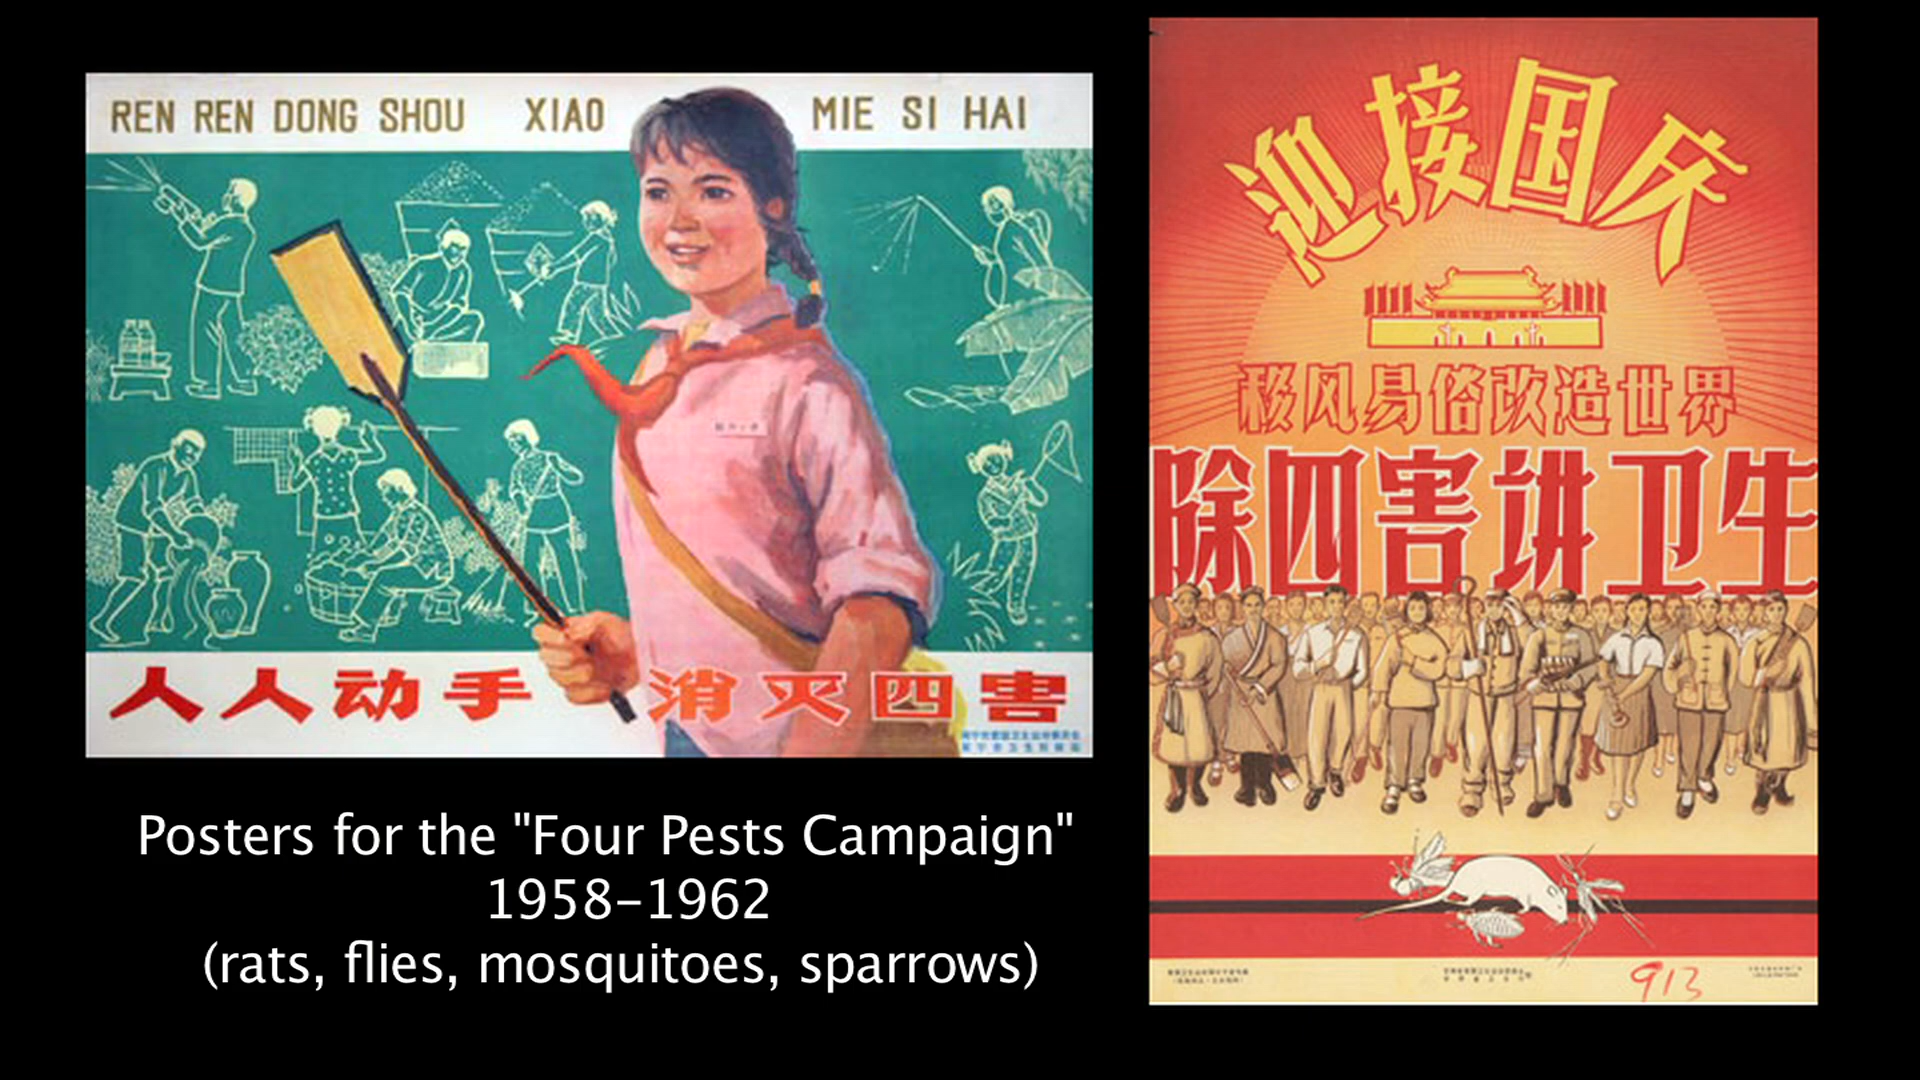 REN REN DONG SHOU XIAO MIE SI HAI
人人动手 消灭四害
Posters for the "Four Pests Campaign"
1958-1962
(rats, flies, mosquitoes, sparrows)
迎接国庆
移风易俗改造世界
除四害讲卫生
913